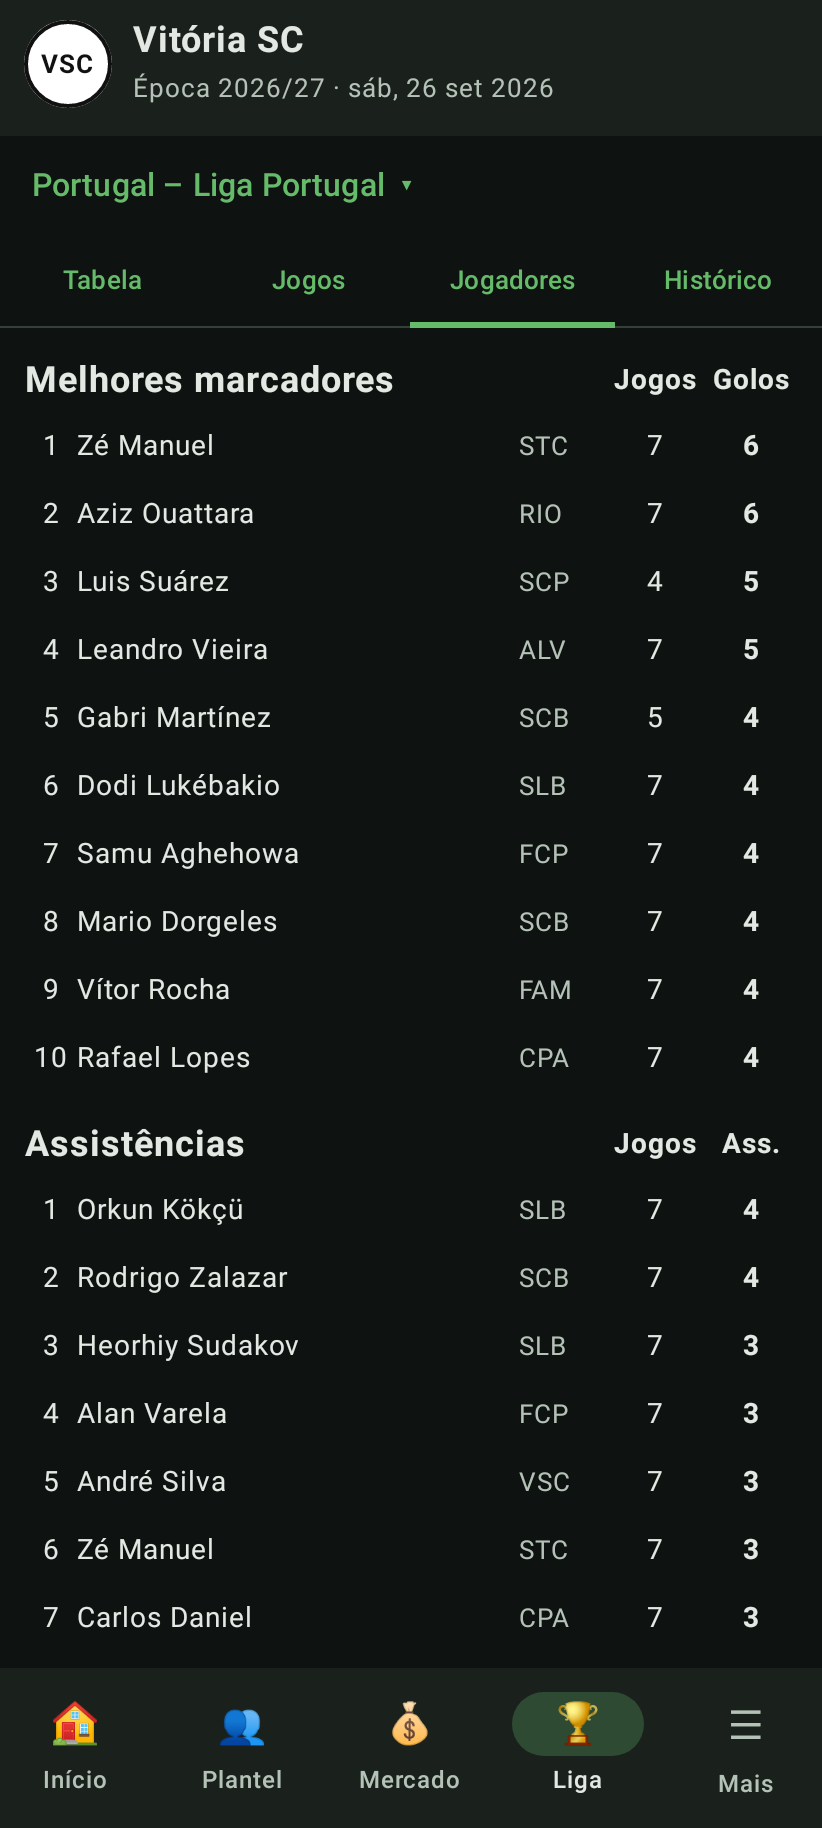 VSC
Vitória SC
Época 2026/27 · sáb, 26 set 2026
Portugal – Liga Portugal ▼
Tabela Jogos Jogadores Histórico
Melhores marcadores Jogos Golos
1 Zé Manuel STC 7 6
2 Aziz Ouattara RIO 7 6
3 Luis Suárez SCP 4 5
4 Leandro Vieira ALV 7 5
5 Gabri Martínez SCB 5 4
6 Dodi Lukébakio SLB 7 4
7 Samu Aghehowa FCP 7 4
8 Mario Dorgeles SCB 7 4
9 Vítor Rocha FAM 7 4
10 Rafael Lopes CPA 7 4
Assistências Jogos Ass.
1 Orkun Kökçü SLB 7 4
2 Rodrigo Zalazar SCB 7 4
3 Heorhiy Sudakov SLB 7 3
4 Alan Varela FCP 7 3
5 André Silva VSC 7 3
6 Zé Manuel STC 7 3
7 Carlos Daniel CPA 7 3
Início Plantel Mercado Liga Mais